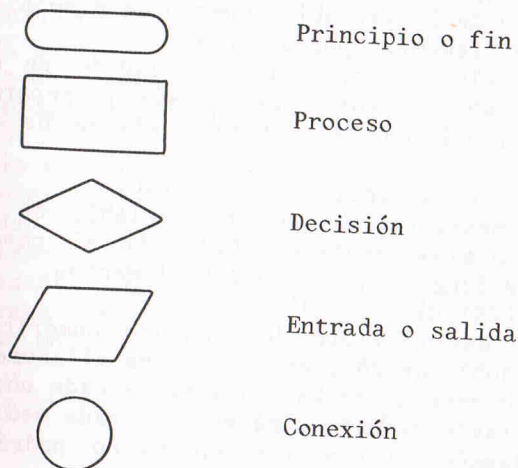 Principio o fin
Proceso
Decisión
Entrada o salida
Conexión